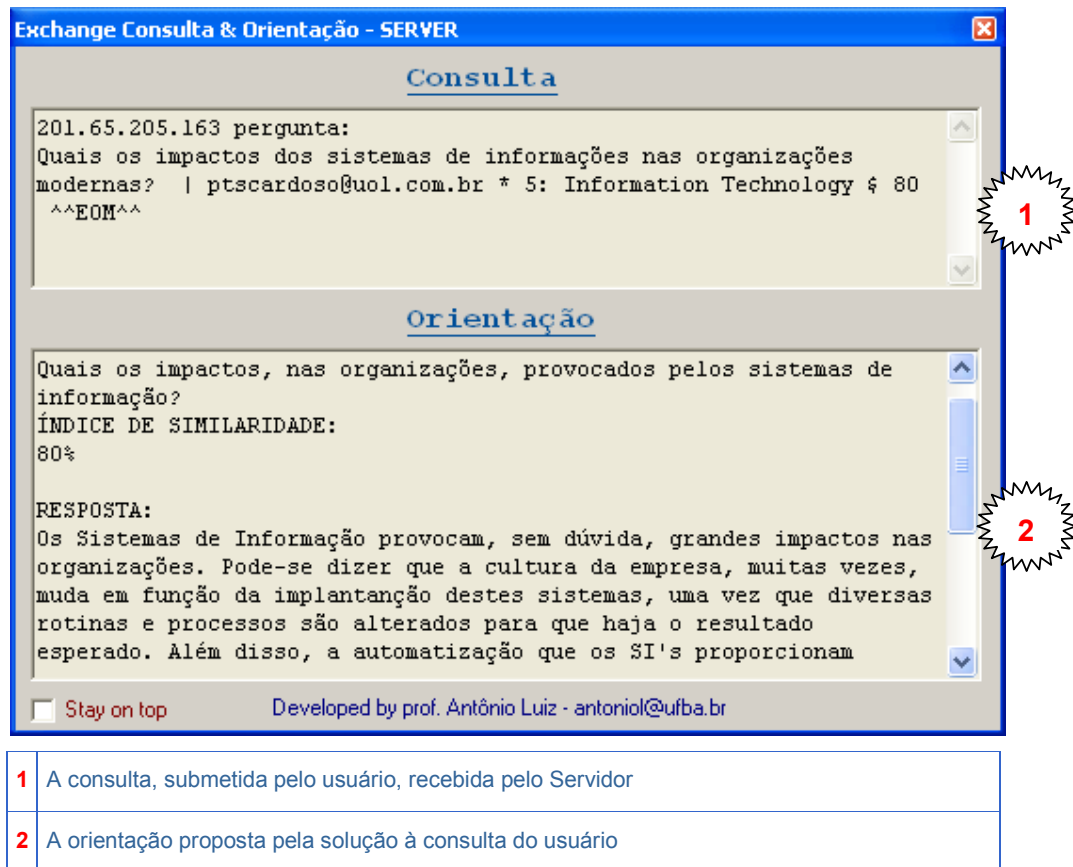 Exchange Consulta & Orientação - SERVER
Consulta
201.65.205.163 pergunta:
Quais os impactos dos sistemas de informações nas organizações
modernas?  | ptscardoso@uol.com.br * 5: Information Technology $ 80
^^EOM^^
1
Orientação
Quais os impactos, nas organizações, provocados pelos sistemas de
informação?
ÍNDICE DE SIMILARIDADE:
80%
RESPOSTA:
Os Sistemas de Informação provocam, sem dúvida, grandes impactos nas
organizações. Pode-se dizer que a cultura da empresa, muitas vezes,
muda em função da implantanção destes sistemas, uma vez que diversas
rotinas e processos são alterados para que haja o resultado
esperado. Além disso, a automatização que os SI's proporcionam
2
Stay on top
Developed by prof. Antônio Luiz - antoniol@ufba.br
1 A consulta, submetida pelo usuário, recebida pelo Servidor
2 A orientação proposta pela solução à consulta do usuário